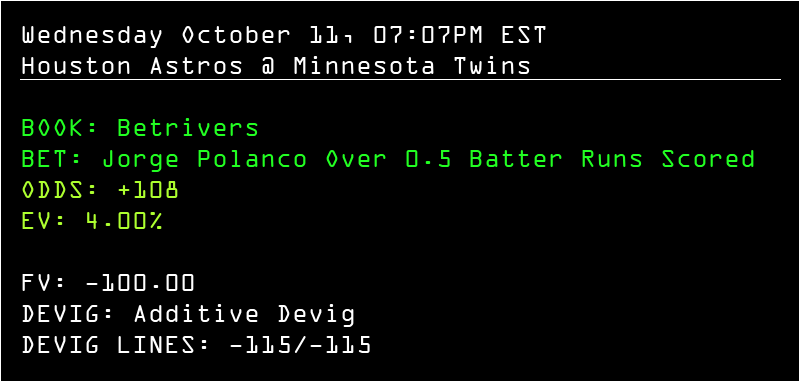 Wednesday October 11, 07:07PM EST
Houston Astros @ Minnesota Twins
BOOK: Betrivers
BET: Jorge Polanco Over 0.5 Batter Runs Scored
ODDS: +108
EV: 4.00%
FV: -100.00
DEVIG: Additive Devig
DEVIG LINES: -115/-115